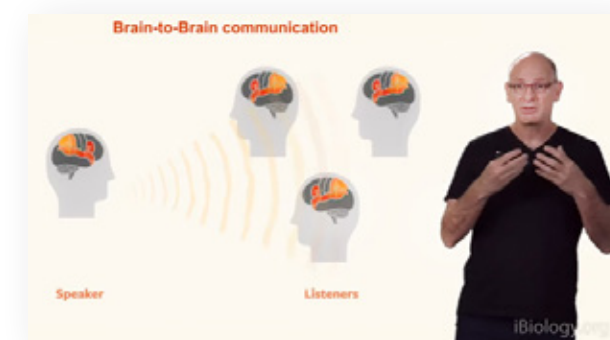 Brain-to-Brain communication
Speaker
Listeners
iBiology.org